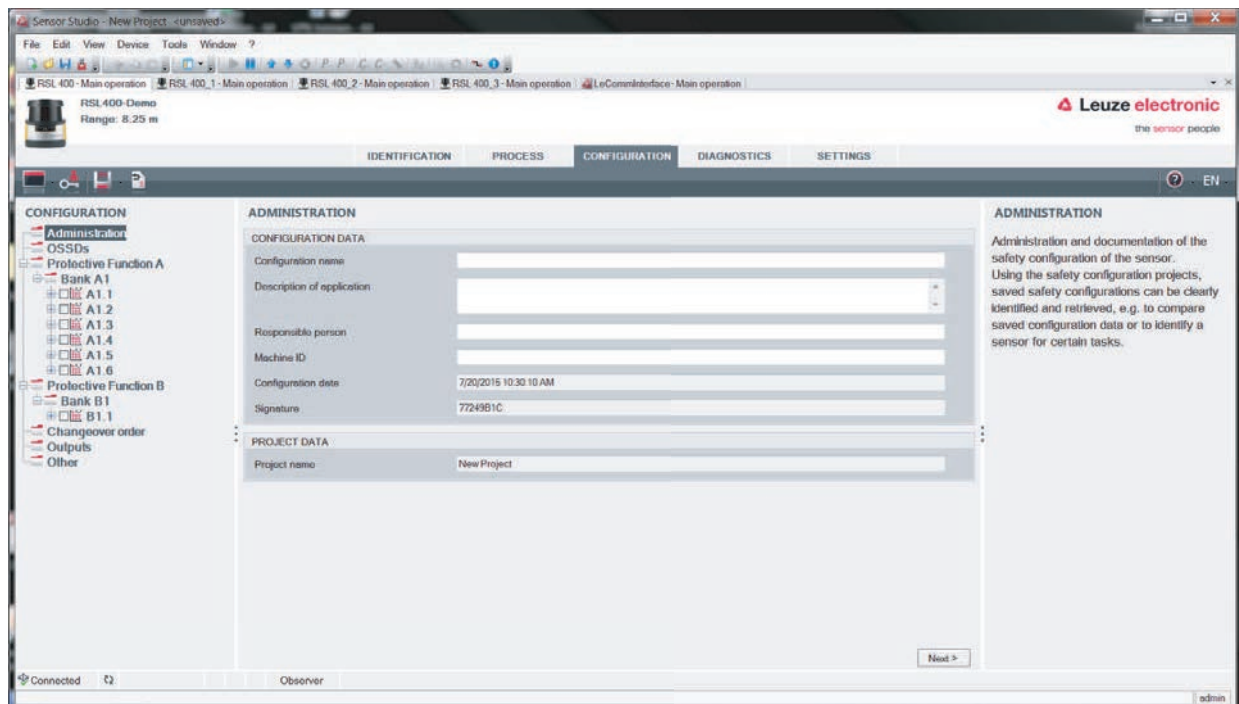 Sensor Studio - New Project <unsaved>
File Edit View Device Tools Window ?
RSL 400 - Main operation RSL 400_1 - Main operation RSL 400_2 - Main operation RSL 400_3 - Main operation LeCommInterface - Main operation
RSL400-Demo
Range: 8.25 m
Leuze electronic
the sensor people
IDENTIFICATION PROCESS CONFIGURATION DIAGNOSTICS SETTINGS
? EN
CONFIGURATION
Administration
OSSDs
Protective Function A
Bank A1
A1.1
A1.2
A1.3
A1.4
A1.5
A1.6
Protective Function B
Bank B1
B1.1
Changeover order
Outputs
Other
ADMINISTRATION
CONFIGURATION DATA
Configuration name
Description of application
Responsible person
Machine ID
Configuration date 7/20/2015 10:30:10 AM
Signature 77249B1C
PROJECT DATA
Project name New Project
Next >
ADMINISTRATION
Administration and documentation of the
safety configuration of the sensor.
Using the safety configuration projects,
saved safety configurations can be clearly
identified and retrieved, e.g. to compare
saved configuration data or to identify a
sensor for certain tasks.
Connected Observer
admin